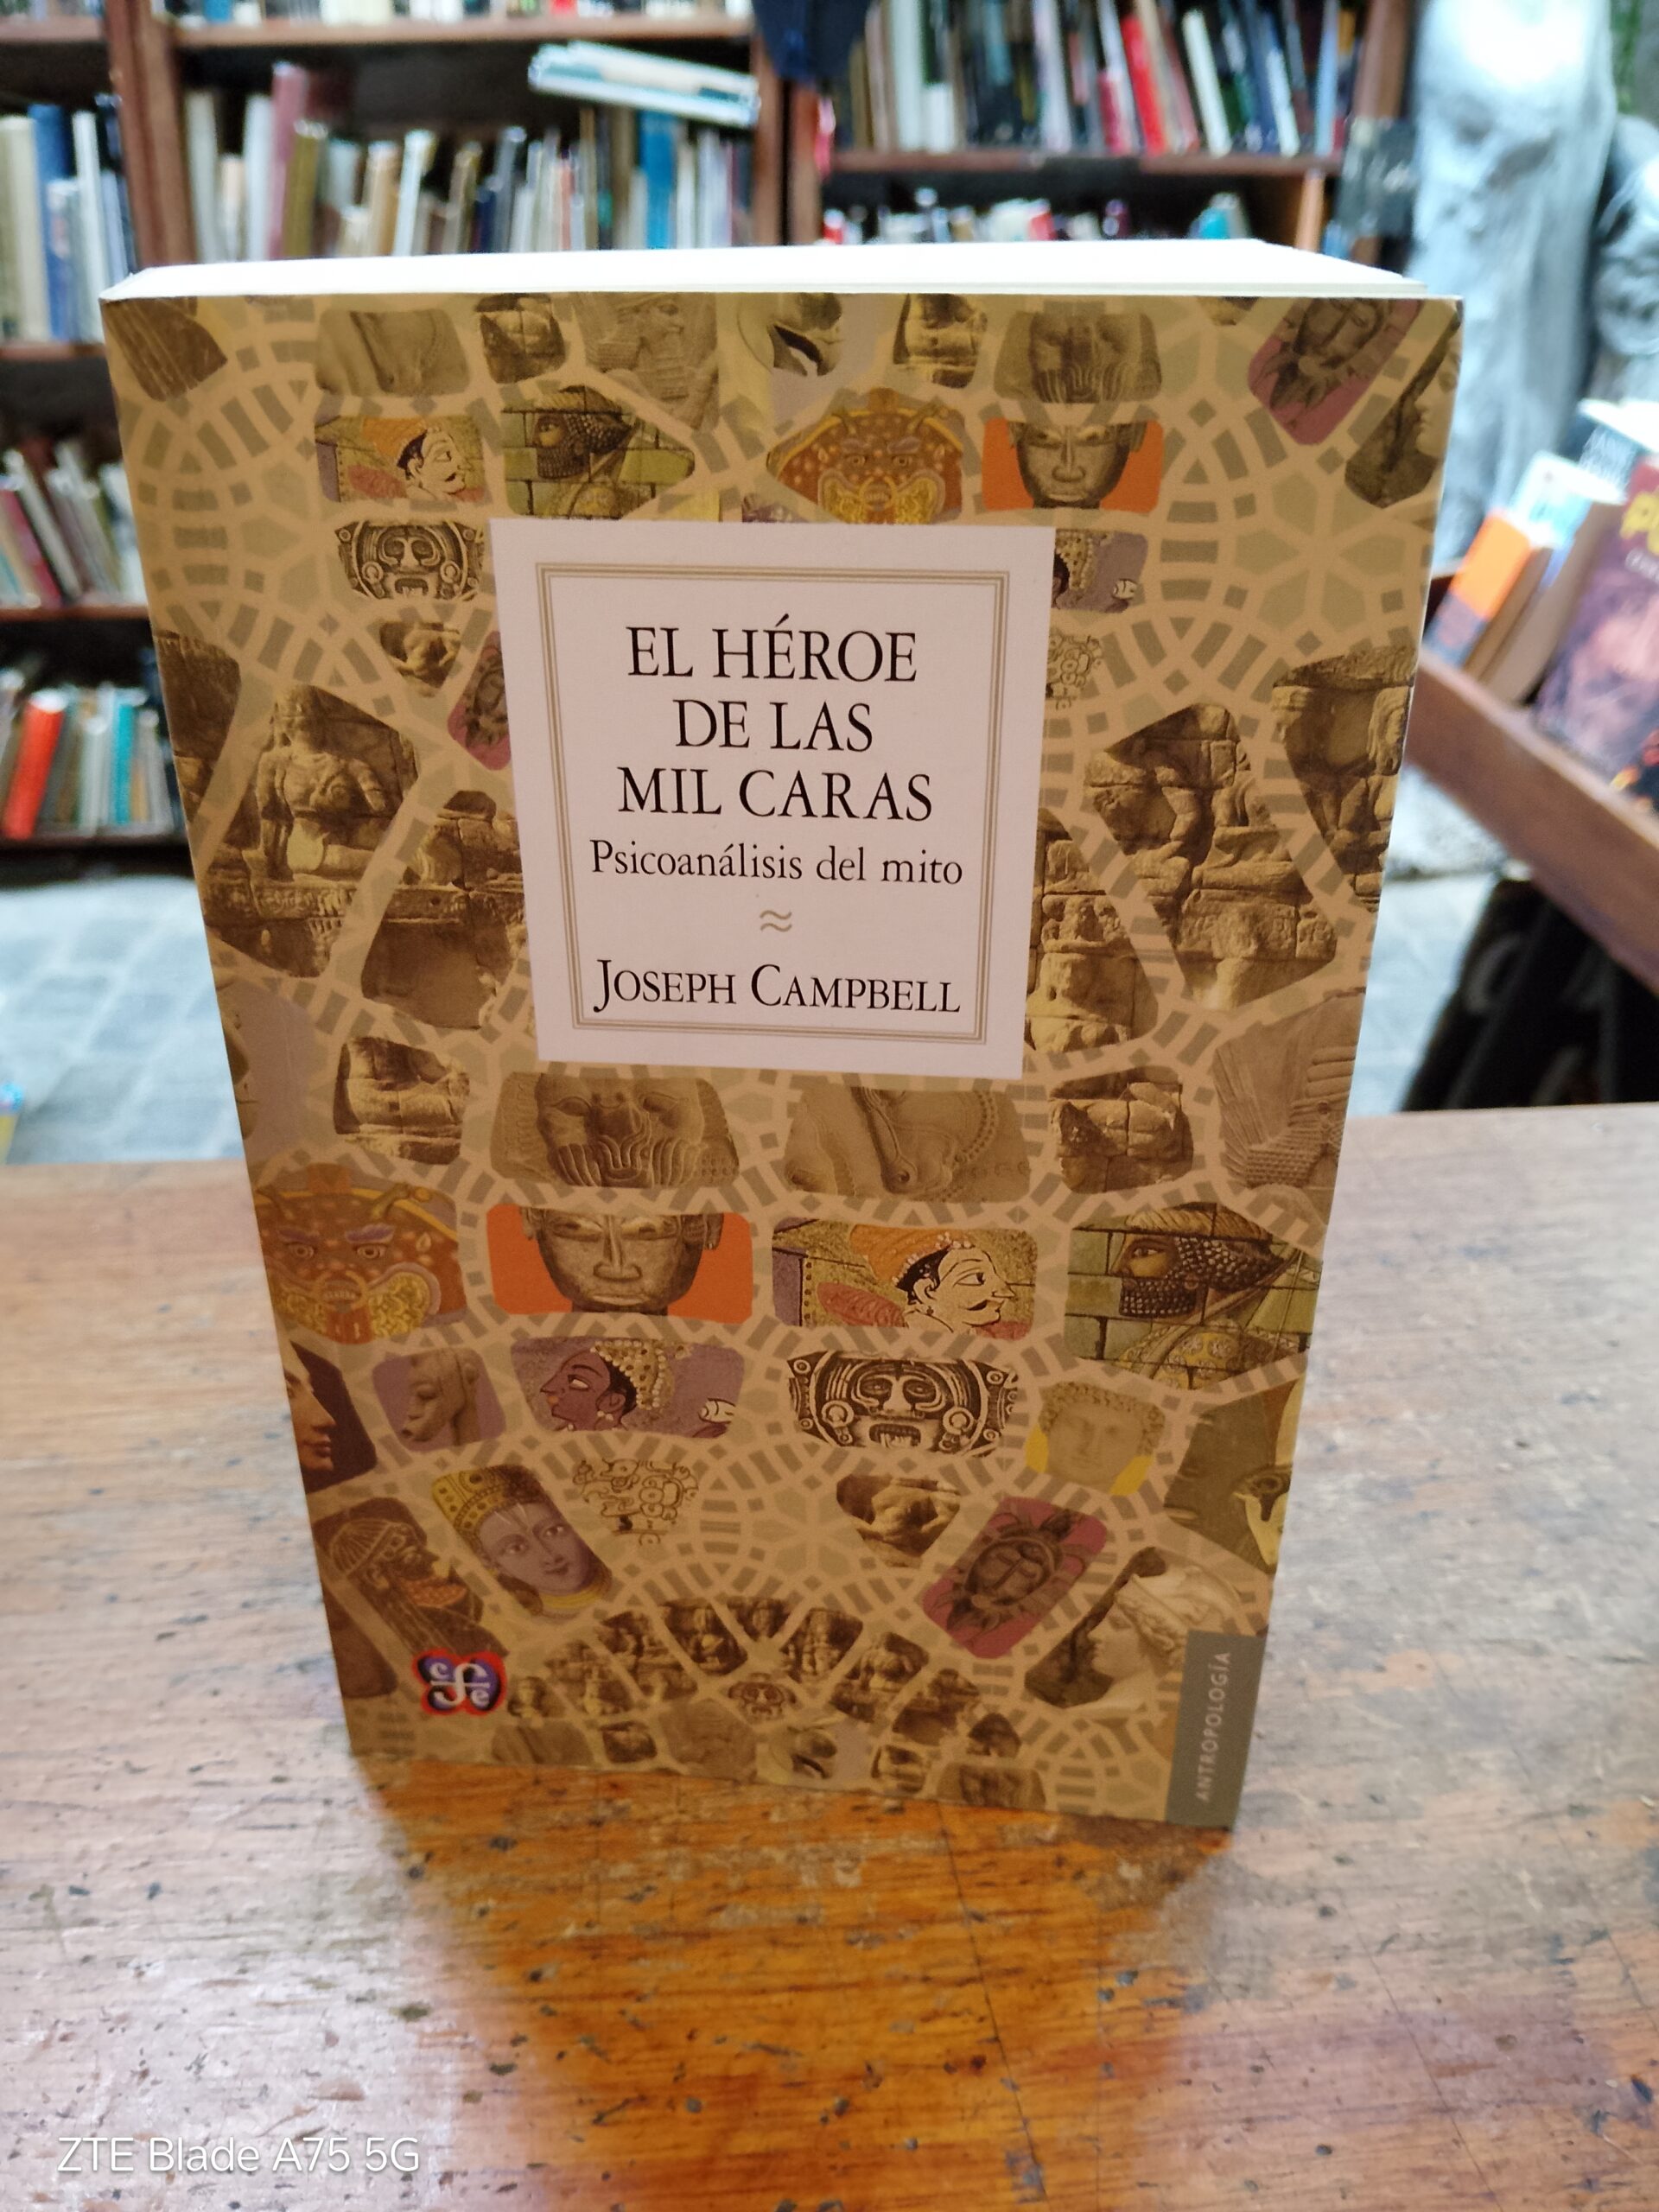 EL HÉROE
DE LAS
MIL CARAS
Psicoanálisis del mito
≈
JOSEPH CAMPBELL
ANTROPOLOGÍA
ZTE Blade A75 5G